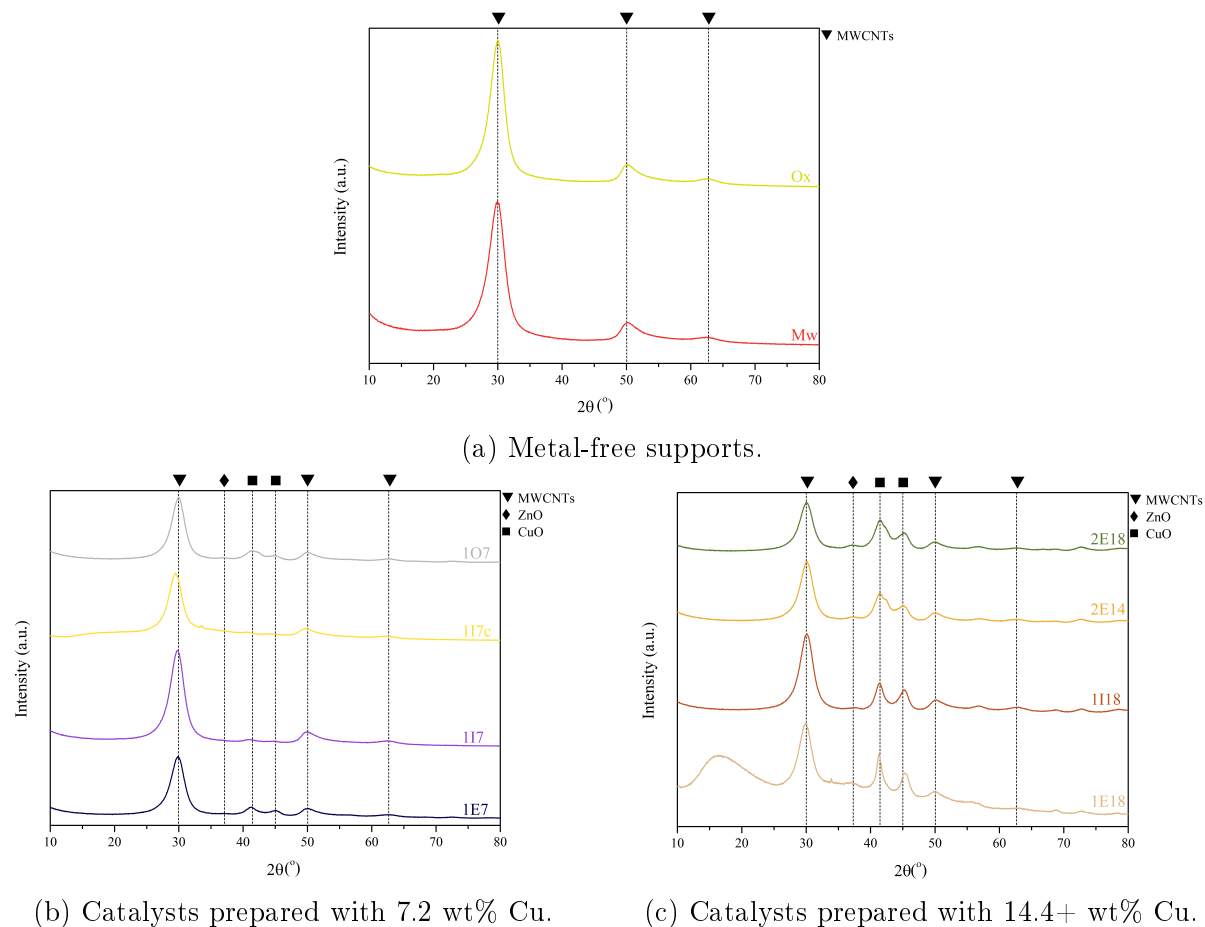 ▼ MWCNTs
Ox
Mw
Intensity (a.u.)
10 20 30 40 50 60 70 80
2θ(°)
(a) Metal-free supports.
▼ MWCNTs
♦ ZnO
■ CuO
1O7
1I7c
1I7
1E7
Intensity (a.u.)
10 20 30 40 50 60 70 80
2θ(°)
(b) Catalysts prepared with 7.2 wt% Cu.
▼ MWCNTs
♦ ZnO
■ CuO
2E18
2E14
1I18
1E18
Intensity (a.u.)
10 20 30 40 50 60 70 80
2θ(°)
(c) Catalysts prepared with 14.4+ wt% Cu.